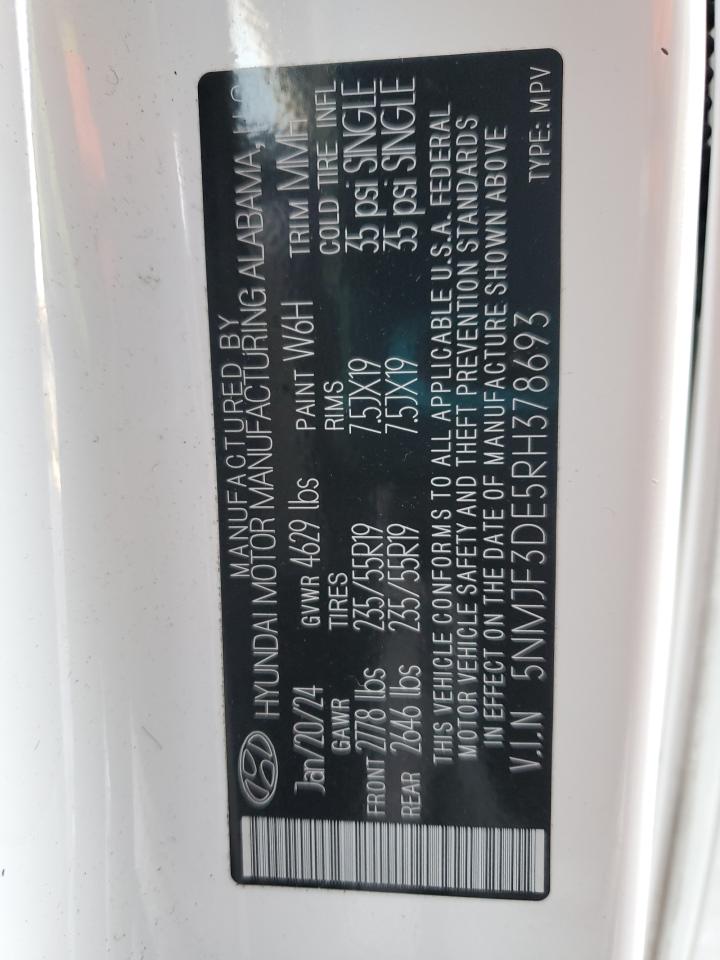 MANUFACTURED BY
HYUNDAI MOTOR MANUFACTURING ALABAMA, LLC
Jan/20/24 GVWR 4629 lbs PAINT W6H TRIM MMH
GAWR TIRES RIMS COLD TIRE INFL
FRONT 2778 lbs 235/55R19 7.5JX19 35 psi SINGLE
REAR 2646 lbs 235/55R19 7.5JX19 35 psi SINGLE
THIS VEHICLE CONFORMS TO ALL APPLICABLE U.S.A. FEDERAL
MOTOR VEHICLE SAFETY AND THEFT PREVENTION STANDARDS
IN EFFECT ON THE DATE OF MANUFACTURE SHOWN ABOVE
V.I.N 5NMJF3DE5RH378693 TYPE: MPV